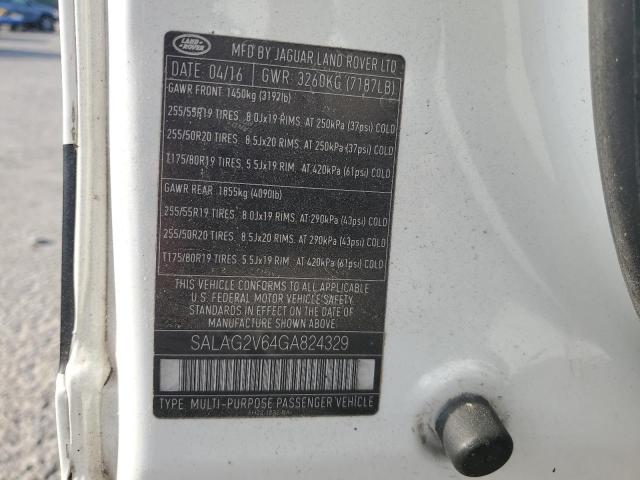 LAND-
ROVER
MFD BY JAGUAR LAND ROVER LTD
DATE 04/16 GWR: 3260KG (7187LB)
GAWR FRONT 1450kg (3197lb)
255/55R19 TIRES 8.0Jx19 RIMS. AT 250kPa (37psi) COLD
255/50R20 TIRES 8.5Jx20 RIMS. AT 250kPa (37psi) COLD
T175/80R19 TIRES 5.5Jx19 RIM. AT 420kPa (61psi) COLD
GAWR REAR 1855kg (4090lb)
255/55R19 TIRES 8.0Jx19 RIMS. AT 290kPa (43psi) COLD
255/50R20 TIRES 8.5Jx20 RIMS. AT 290kPa (43psi) COLD
T175/80R19 TIRES 5.5Jx19 RIM. AT 420kPa (61psi) COLD
THIS VEHICLE CONFORMS TO ALL APPLICABLE
U.S. FEDERAL MOTOR VEHICLE SAFETY
STANDARDS IN EFFECT ON THE DATE OF
MANUFACTURE SHOWN ABOVE.
SALAG2V64GA824329
TYPE: MULTI-PURPOSE PASSENGER VEHICLE